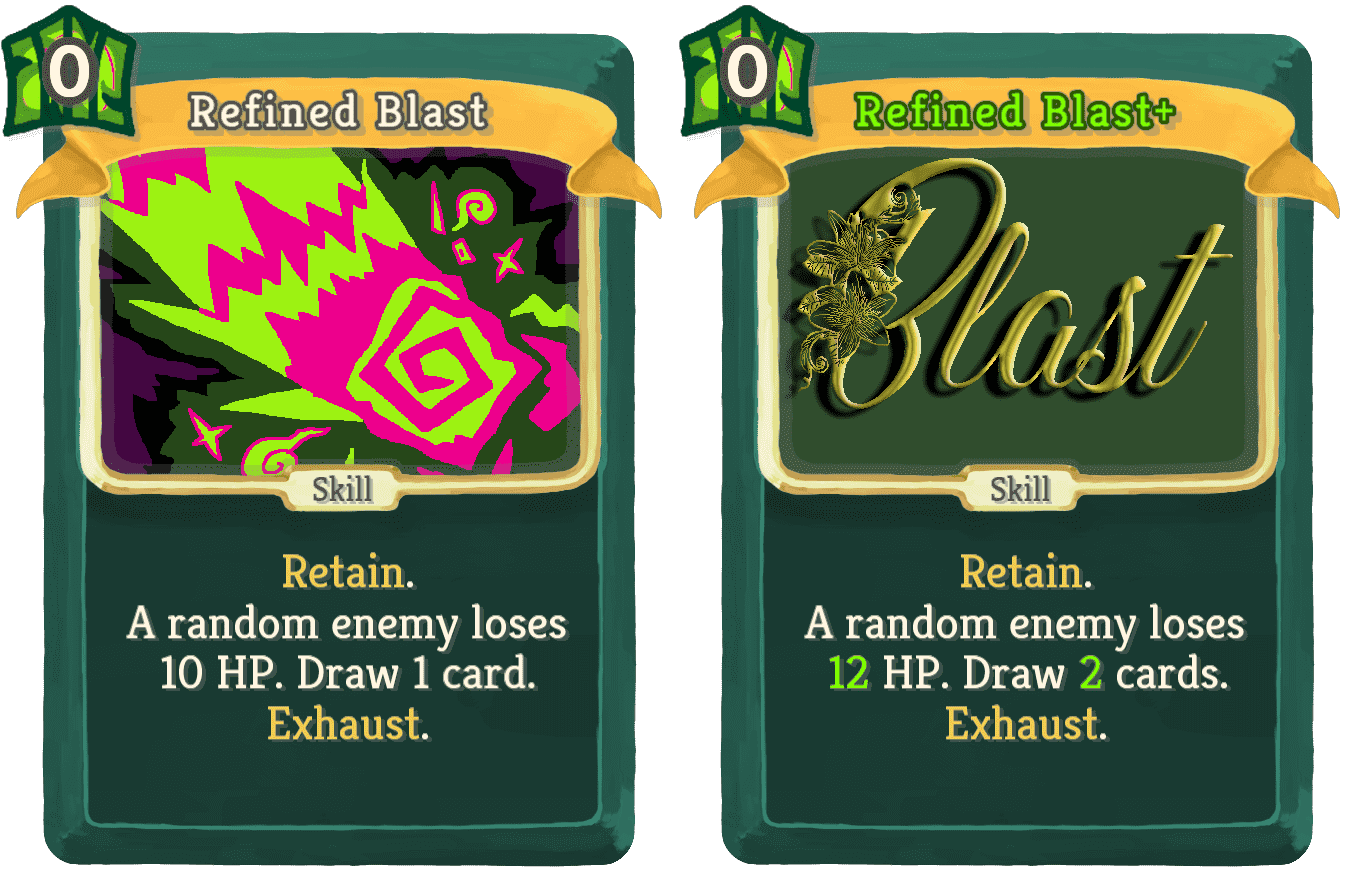 0
Refined Blast
Skill
Retain.
A random enemy loses
10 HP. Draw 1 card.
Exhaust.
0
Refined Blast+
Blast
Skill
Retain.
A random enemy loses
12 HP. Draw 2 cards.
Exhaust.